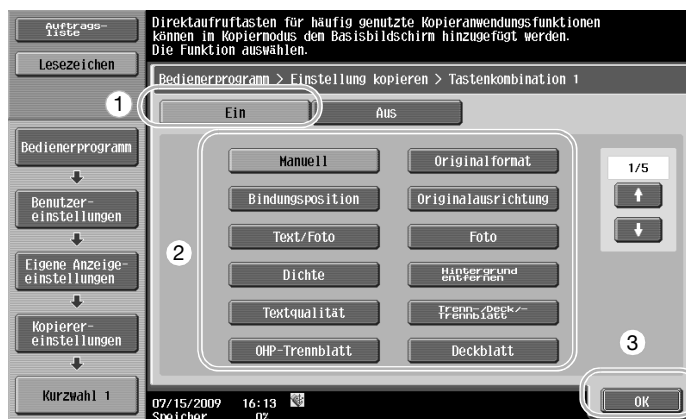 Auftrags-
liste
Lesezeichen
Bedienerprogramm
Benutzer-
einstellungen
Eigene Anzeige-
einstellungen
Kopierer-
einstellungen
Kurzwahl 1
Direktaufruftasten für häufig genutzte Kopieranwendungsfunktionen
können im Kopiermodus dem Basisbildschirm hinzugefügt werden.
Die Funktion auswählen.
Bedienerprogramm > Einstellung kopieren > Tastenkombination 1
1
Ein
Aus
2
Manuell
Originalformat
Bindungsposition
Originalausrichtung
Text/Foto
Foto
Dichte
Hintergrund
entfernen
Textqualität
Trenn-/Deck/-
Trennblatt
OHP-Trennblatt
Deckblatt
1/5
3
OK
07/15/2009 16:13
Speicher 0%